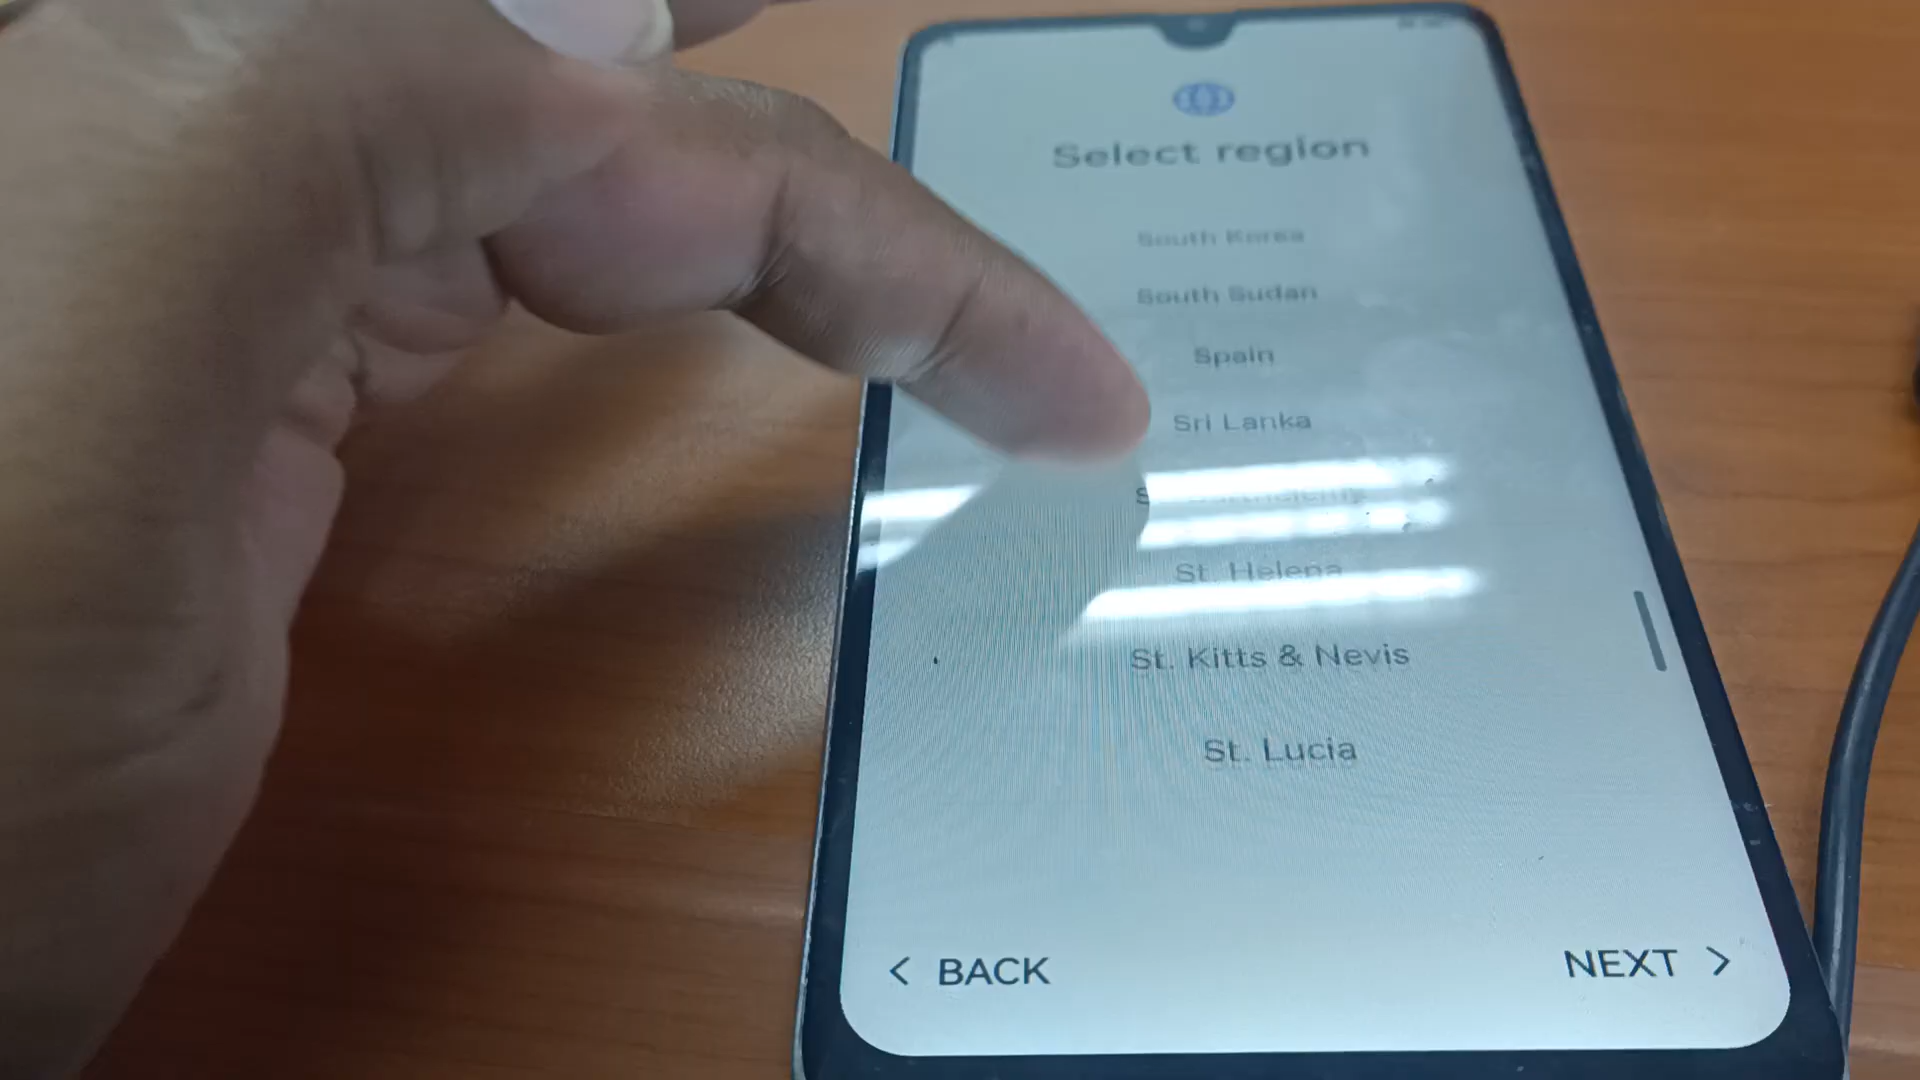 Select region
South Korea
South Sudan
Spain
Sri Lanka
St. Helena
St. Kitts & Nevis
St. Lucia
< BACK
NEXT >